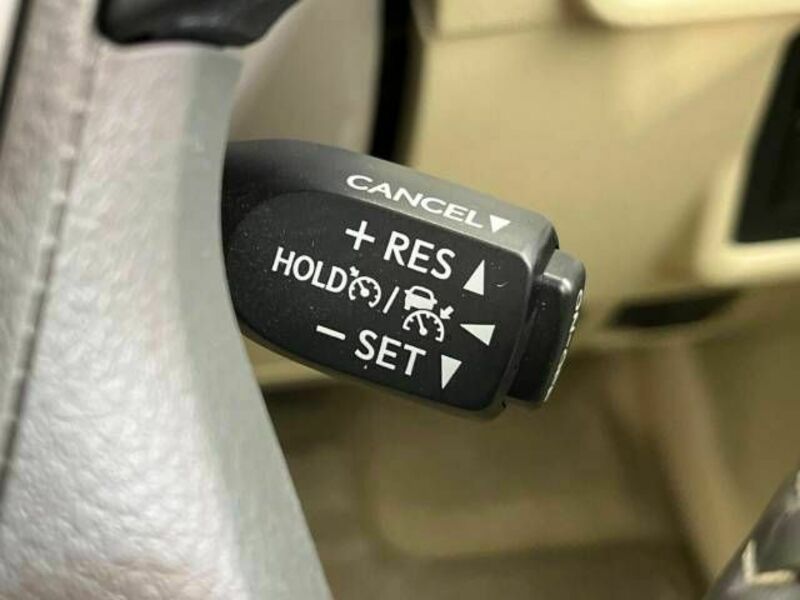 CANCEL▼
+ RES ▲
HOLD / ◀
− SET ▼